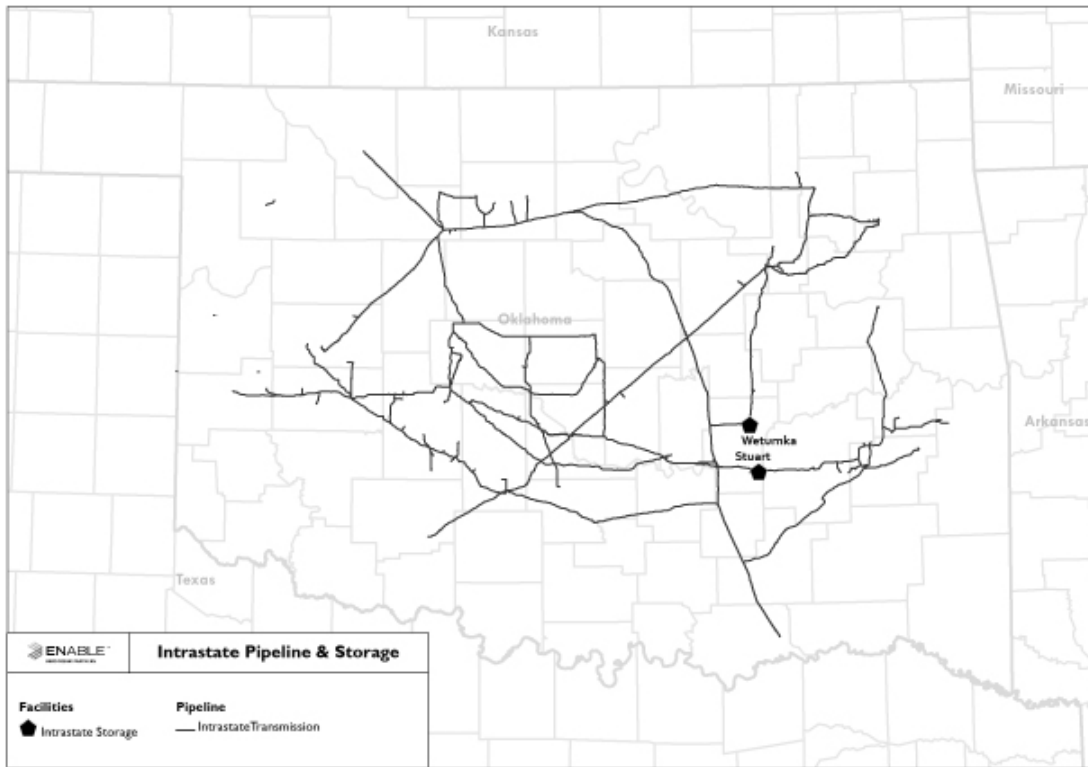 Kansas
Missouri
Oklahoma
Wetumka
Stuart
Arkansas
Texas
ENABLE
Intrastate Pipeline & Storage
Facilities
Pipeline
Intrastate Storage
IntrastateTransmission